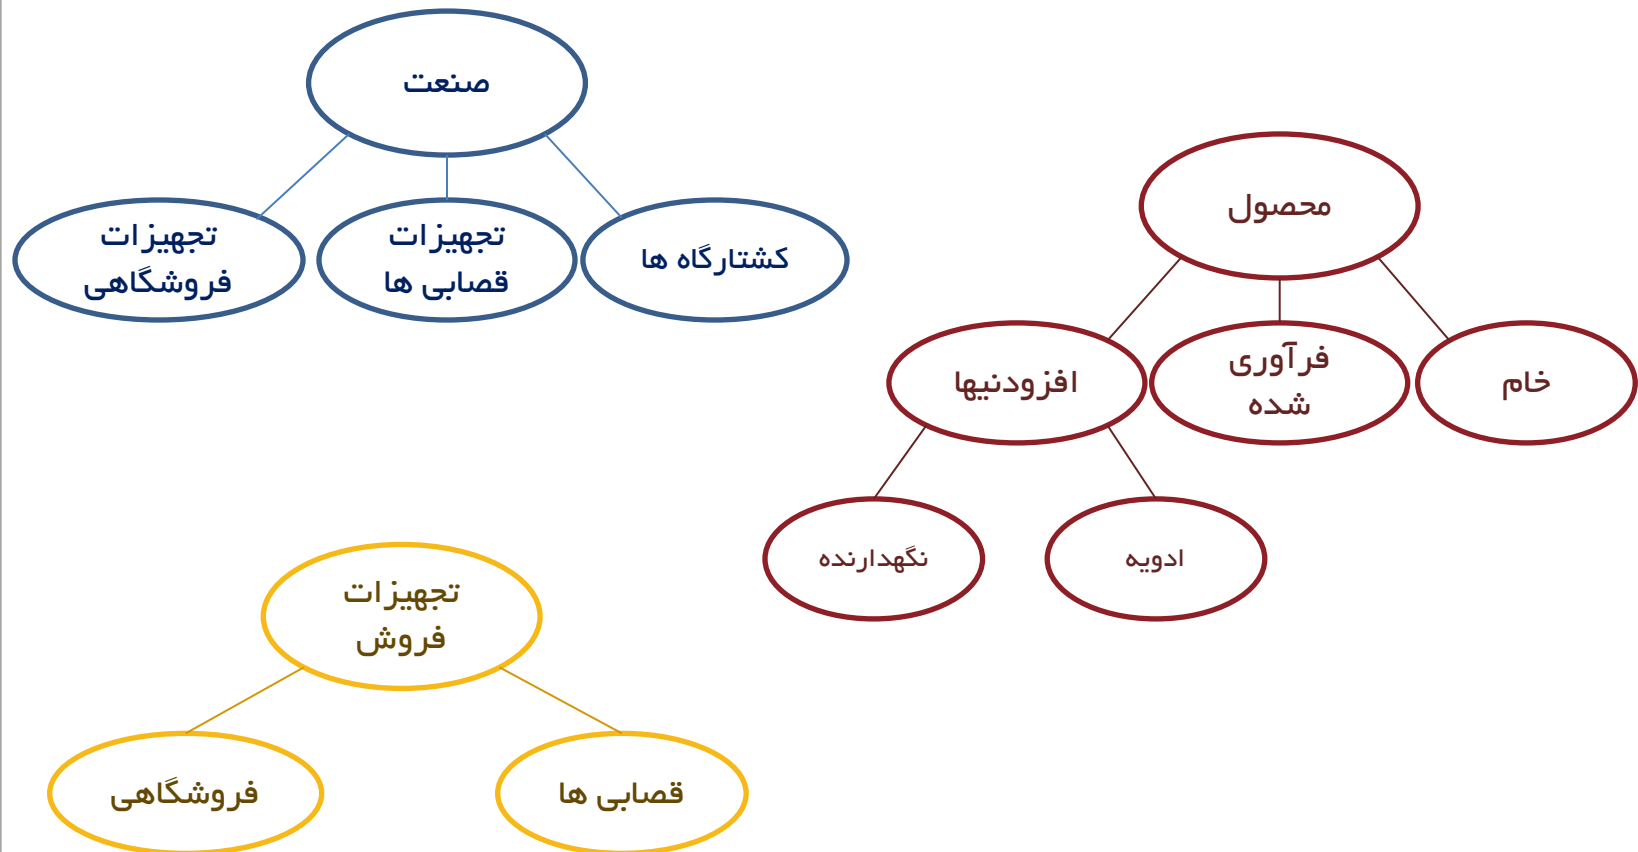 صنعت
کشتارگاه ها
تجهیزات
قصابی ها
تجهیزات
فروشگاهی
محصول
خام
فرآوری
شده
افزودنیها
ادویه
نگهدارنده
تجهیزات
فروش
قصابی ها
فروشگاهی